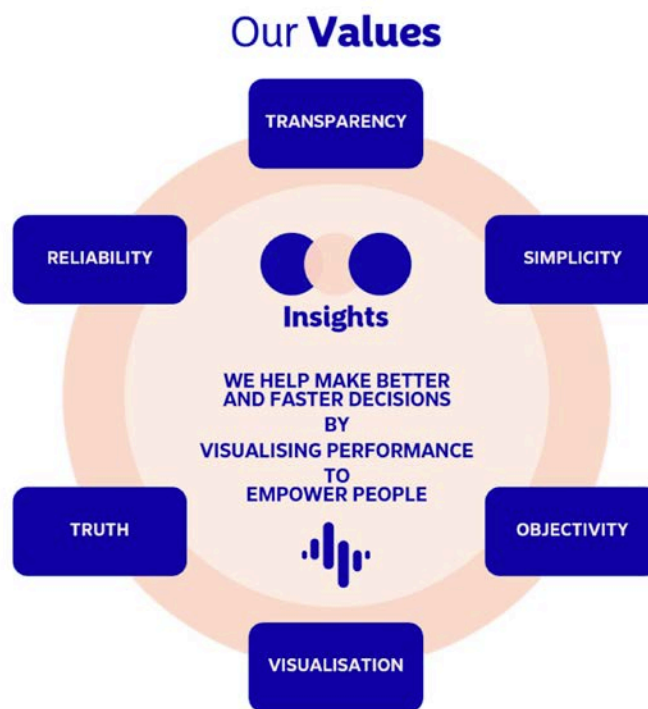 Our Values
TRANSPARENCY
RELIABILITY
SIMPLICITY
Insights
WE HELP MAKE BETTER
AND FASTER DECISIONS
BY
VISUALISING PERFORMANCE
TO
EMPOWER PEOPLE
TRUTH
OBJECTIVITY
VISUALISATION